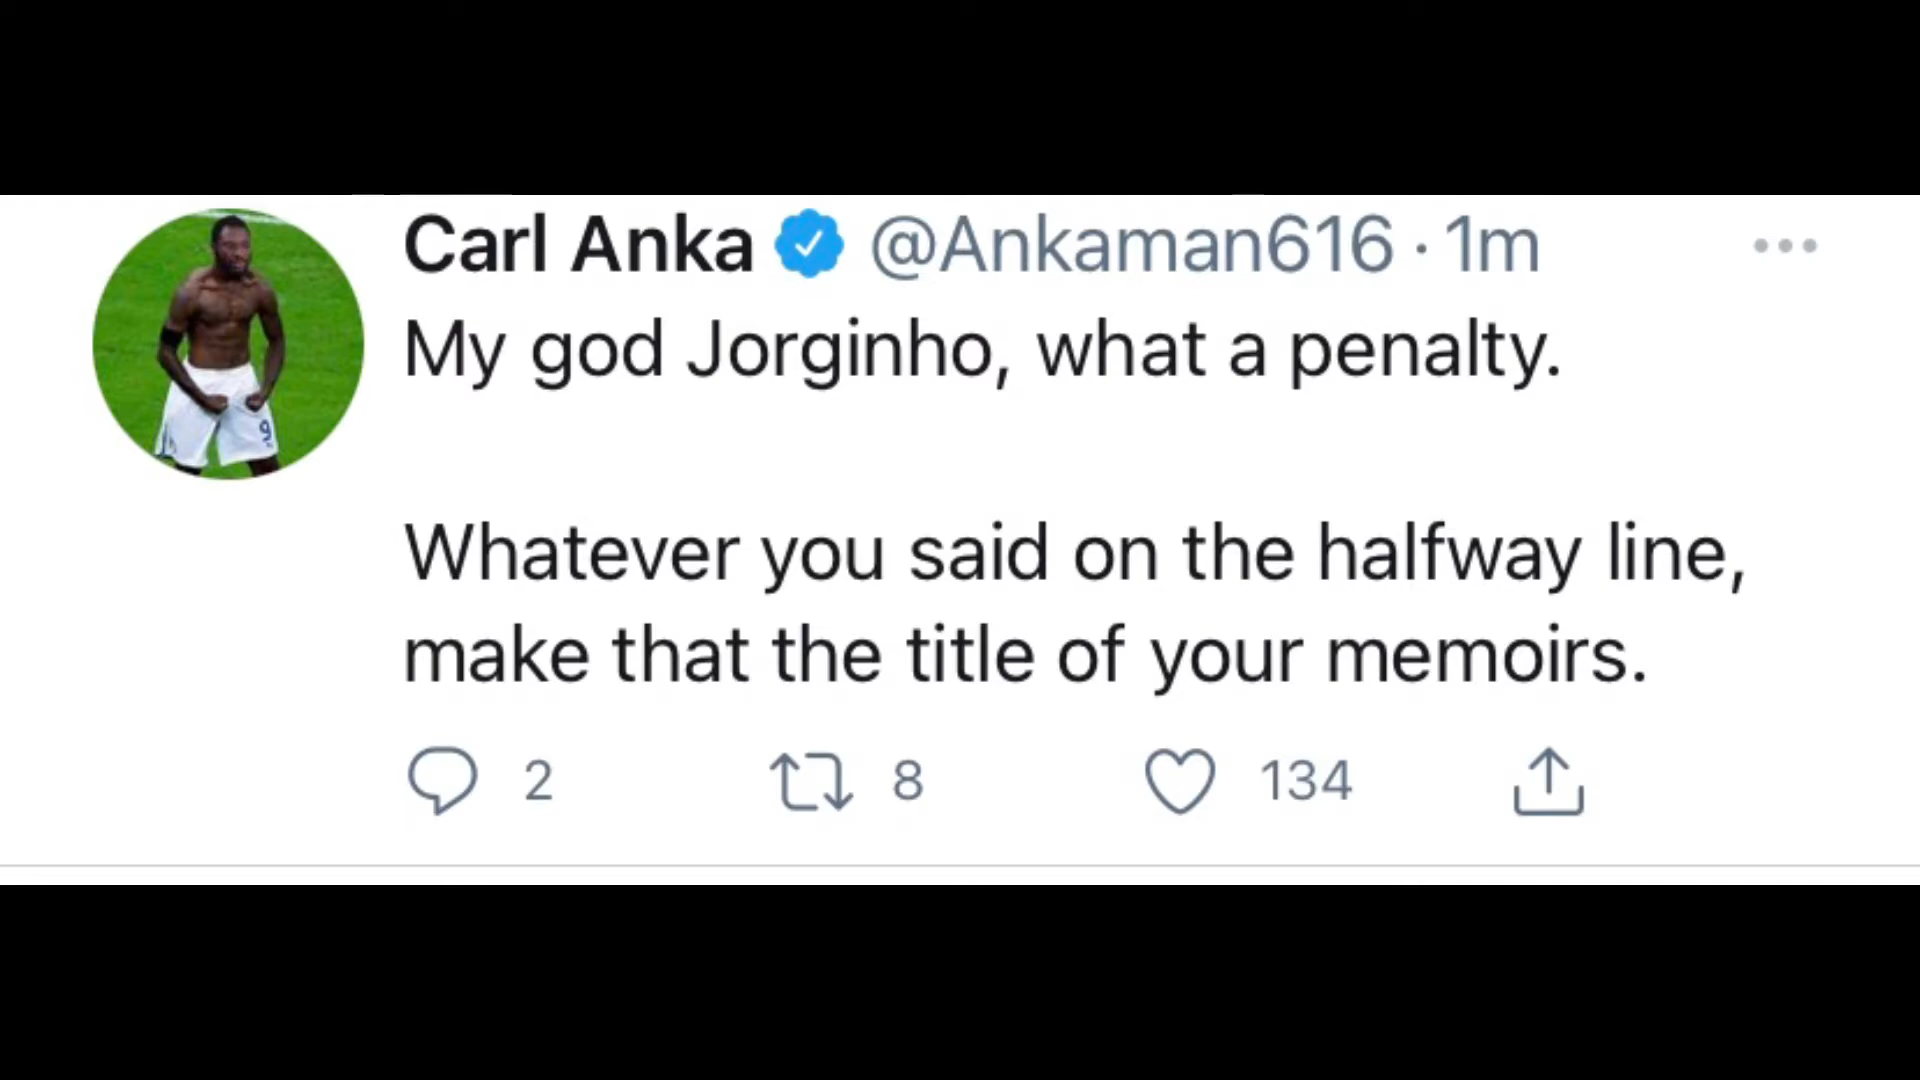 Carl Anka @Ankaman616 · 1m
My god Jorginho, what a penalty.
Whatever you said on the halfway line,
make that the title of your memoirs.
2 8 134
9